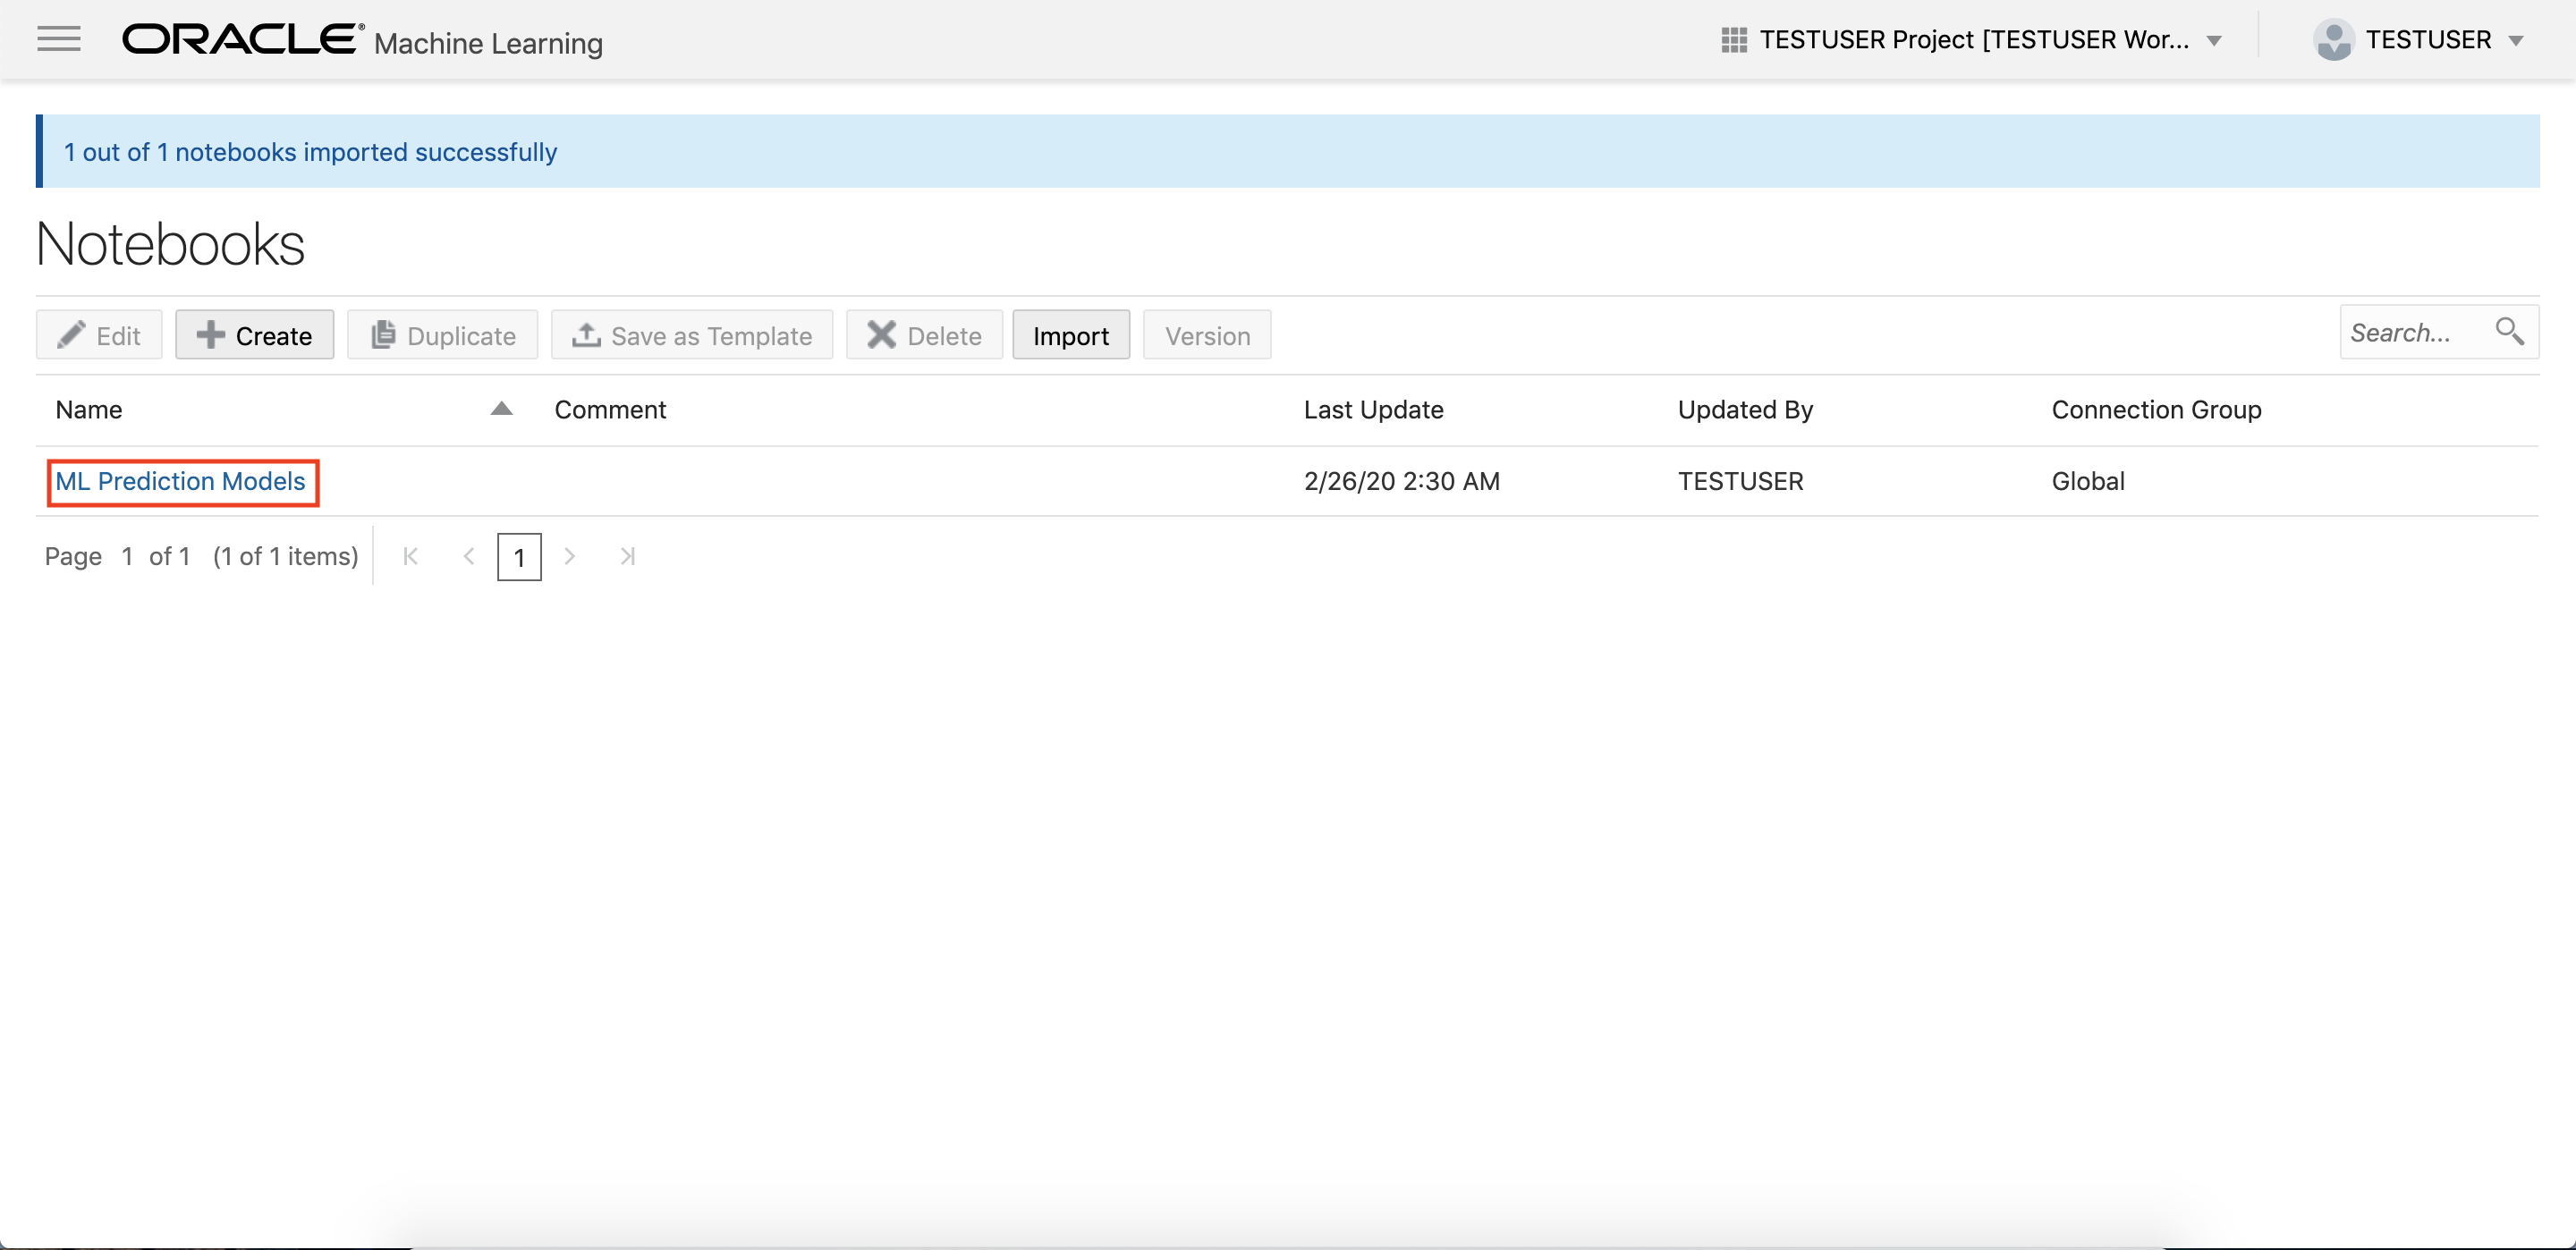 ORACLE® Machine Learning TESTUSER Project [TESTUSER Wor... TESTUSER
1 out of 1 notebooks imported successfully
Notebooks
Edit Create Duplicate Save as Template Delete Import Version Search...
Name Comment Last Update Updated By Connection Group
ML Prediction Models 2/26/20 2:30 AM TESTUSER Global
Page 1 of 1 (1 of 1 items) 1